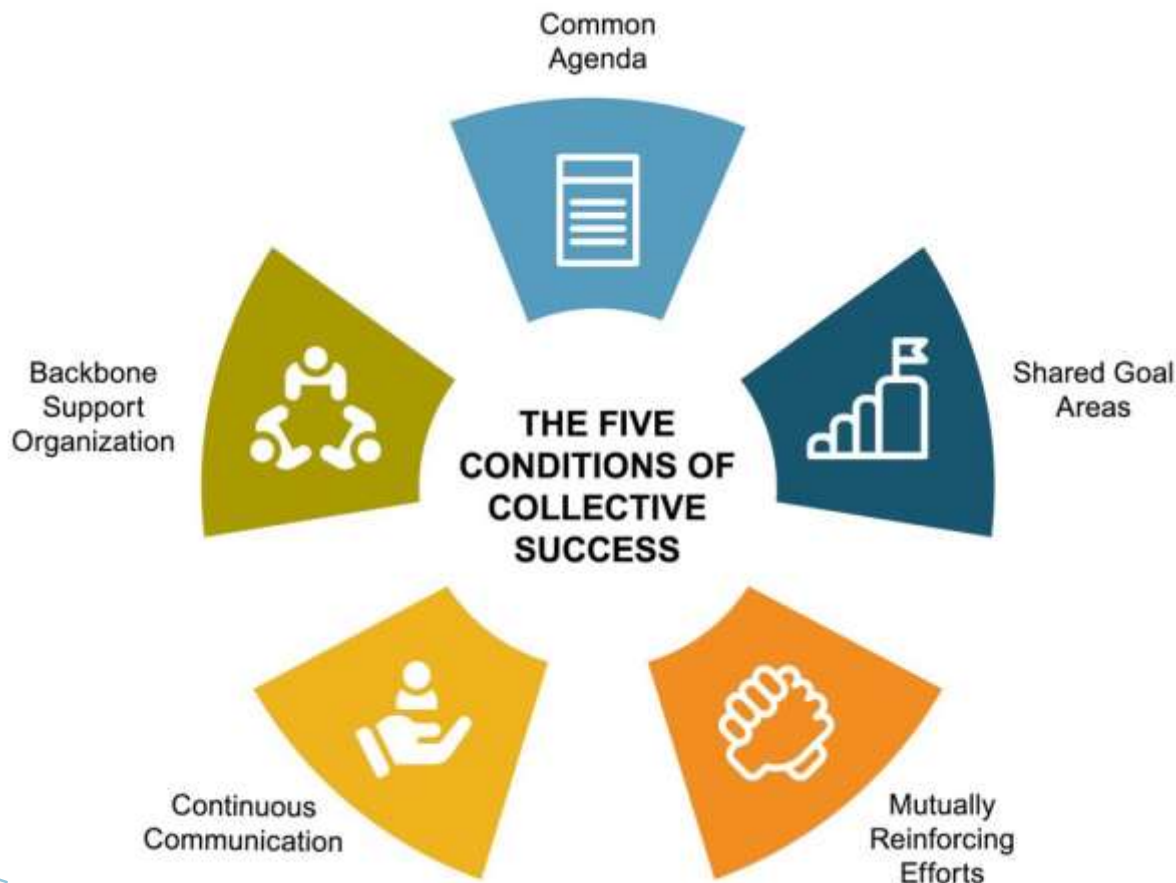 Common
Agenda
Shared Goal
Areas
Mutually
Reinforcing
Efforts
Continuous
Communication
Backbone
Support
Organization
THE FIVE
CONDITIONS OF
COLLECTIVE
SUCCESS